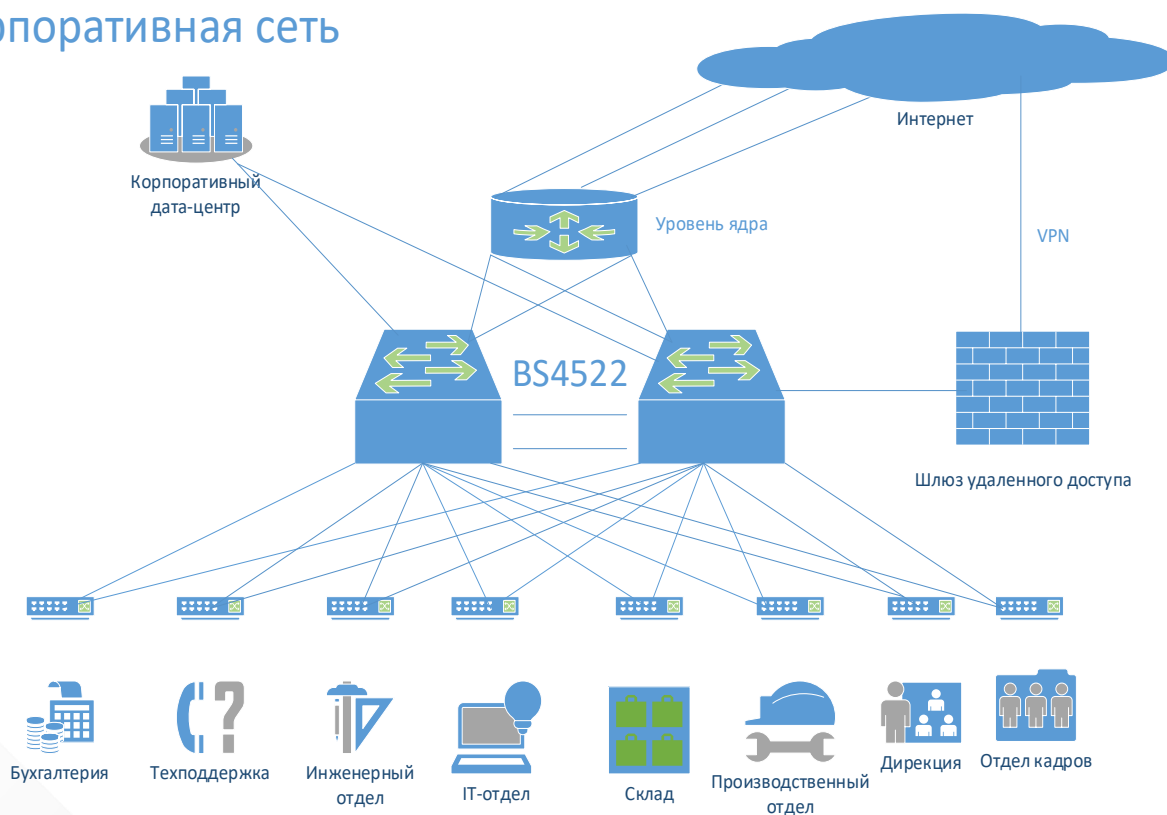 рпоративная сеть
Интернет
Корпоративный
дата-центр
Уровень ядра
VPN
BS4522
Шлюз удаленного доступа
Бухгалтерия
Техподдержка
Инженерный
отдел
IT-отдел
Склад
Производственный
отдел
Дирекция
Отдел кадров